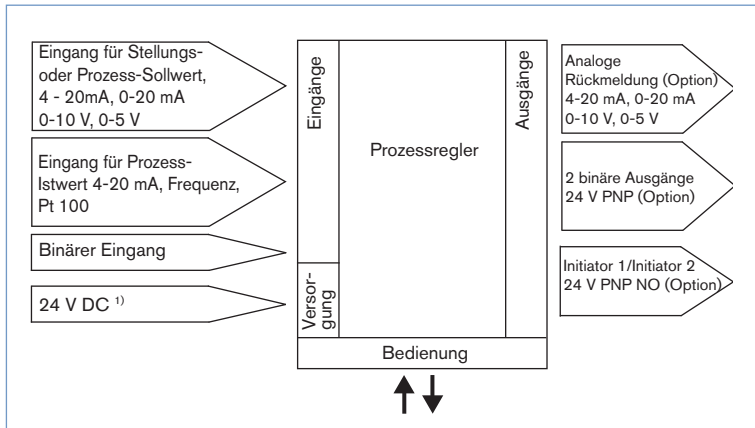 Eingang für Stellungs-
oder Prozess-Sollwert,
4 - 20mA, 0-20 mA
0-10 V, 0-5 V
Eingang für Prozess-
Istwert 4-20 mA, Frequenz,
Pt 100
Binärer Eingang
24 V DC 1)
Eingänge
Versor-
gung
Prozessregler
Bedienung
Ausgänge
Analoge
Rückmeldung (Option)
4-20 mA, 0-20 mA
0-10 V, 0-5 V
2 binäre Ausgänge
24 V PNP (Option)
Initiator 1/Initiator 2
24 V PNP NO (Option)